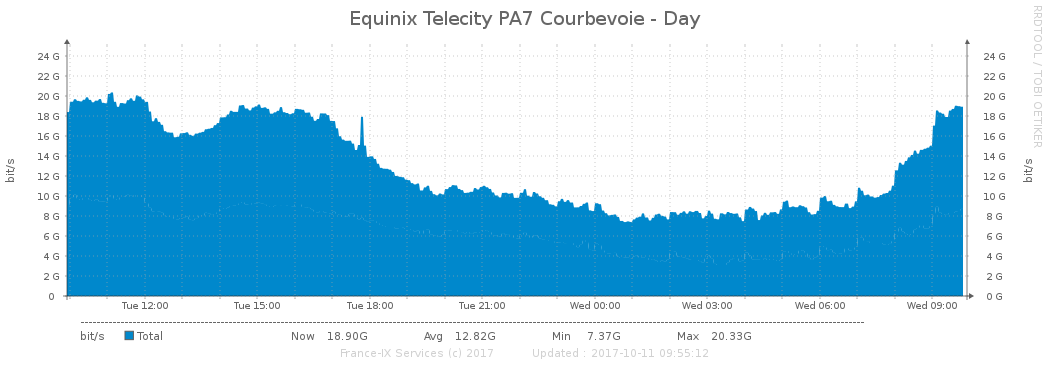 Equinix Telecity PA7 Courbevoie - Day
RRDTOOL / TOBI OETIKER
bit/s
24 G
22 G
20 G
18 G
16 G
14 G
12 G
10 G
8 G
6 G
4 G
2 G
0
24 G
22 G
20 G
18 G
16 G
14 G
12 G
10 G
8 G
6 G
4 G
2 G
0 G
bit/s
Tue 12:00 Tue 15:00 Tue 18:00 Tue 21:00 Wed 00:00 Wed 03:00 Wed 06:00 Wed 09:00
bit/s Total Now 18.90G Avg 12.82G Min 7.37G Max 20.33G
France-IX Services (c) 2017 Updated : 2017-10-11 09:55:12